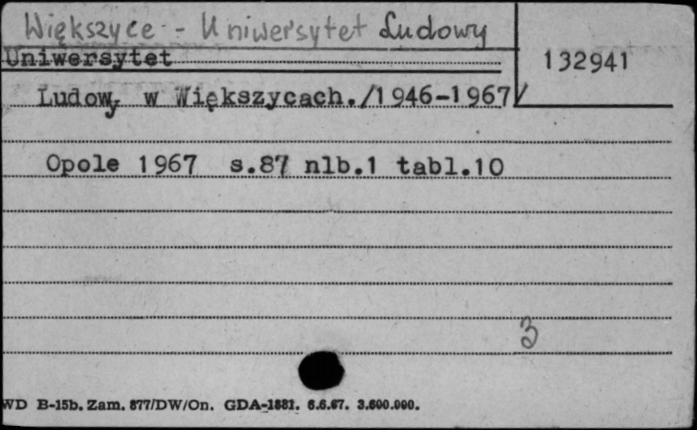 Większyce - Uniwersytet Ludowy
Uniwersytet
132941
Ludowy w Większycach./1946-1967/
Opole 1967 s.87 nlb.1 tabl.10
3
WD B-15b. Zam. 877/DW/On. GDA-1881. 6.6.67. 3.600.000.